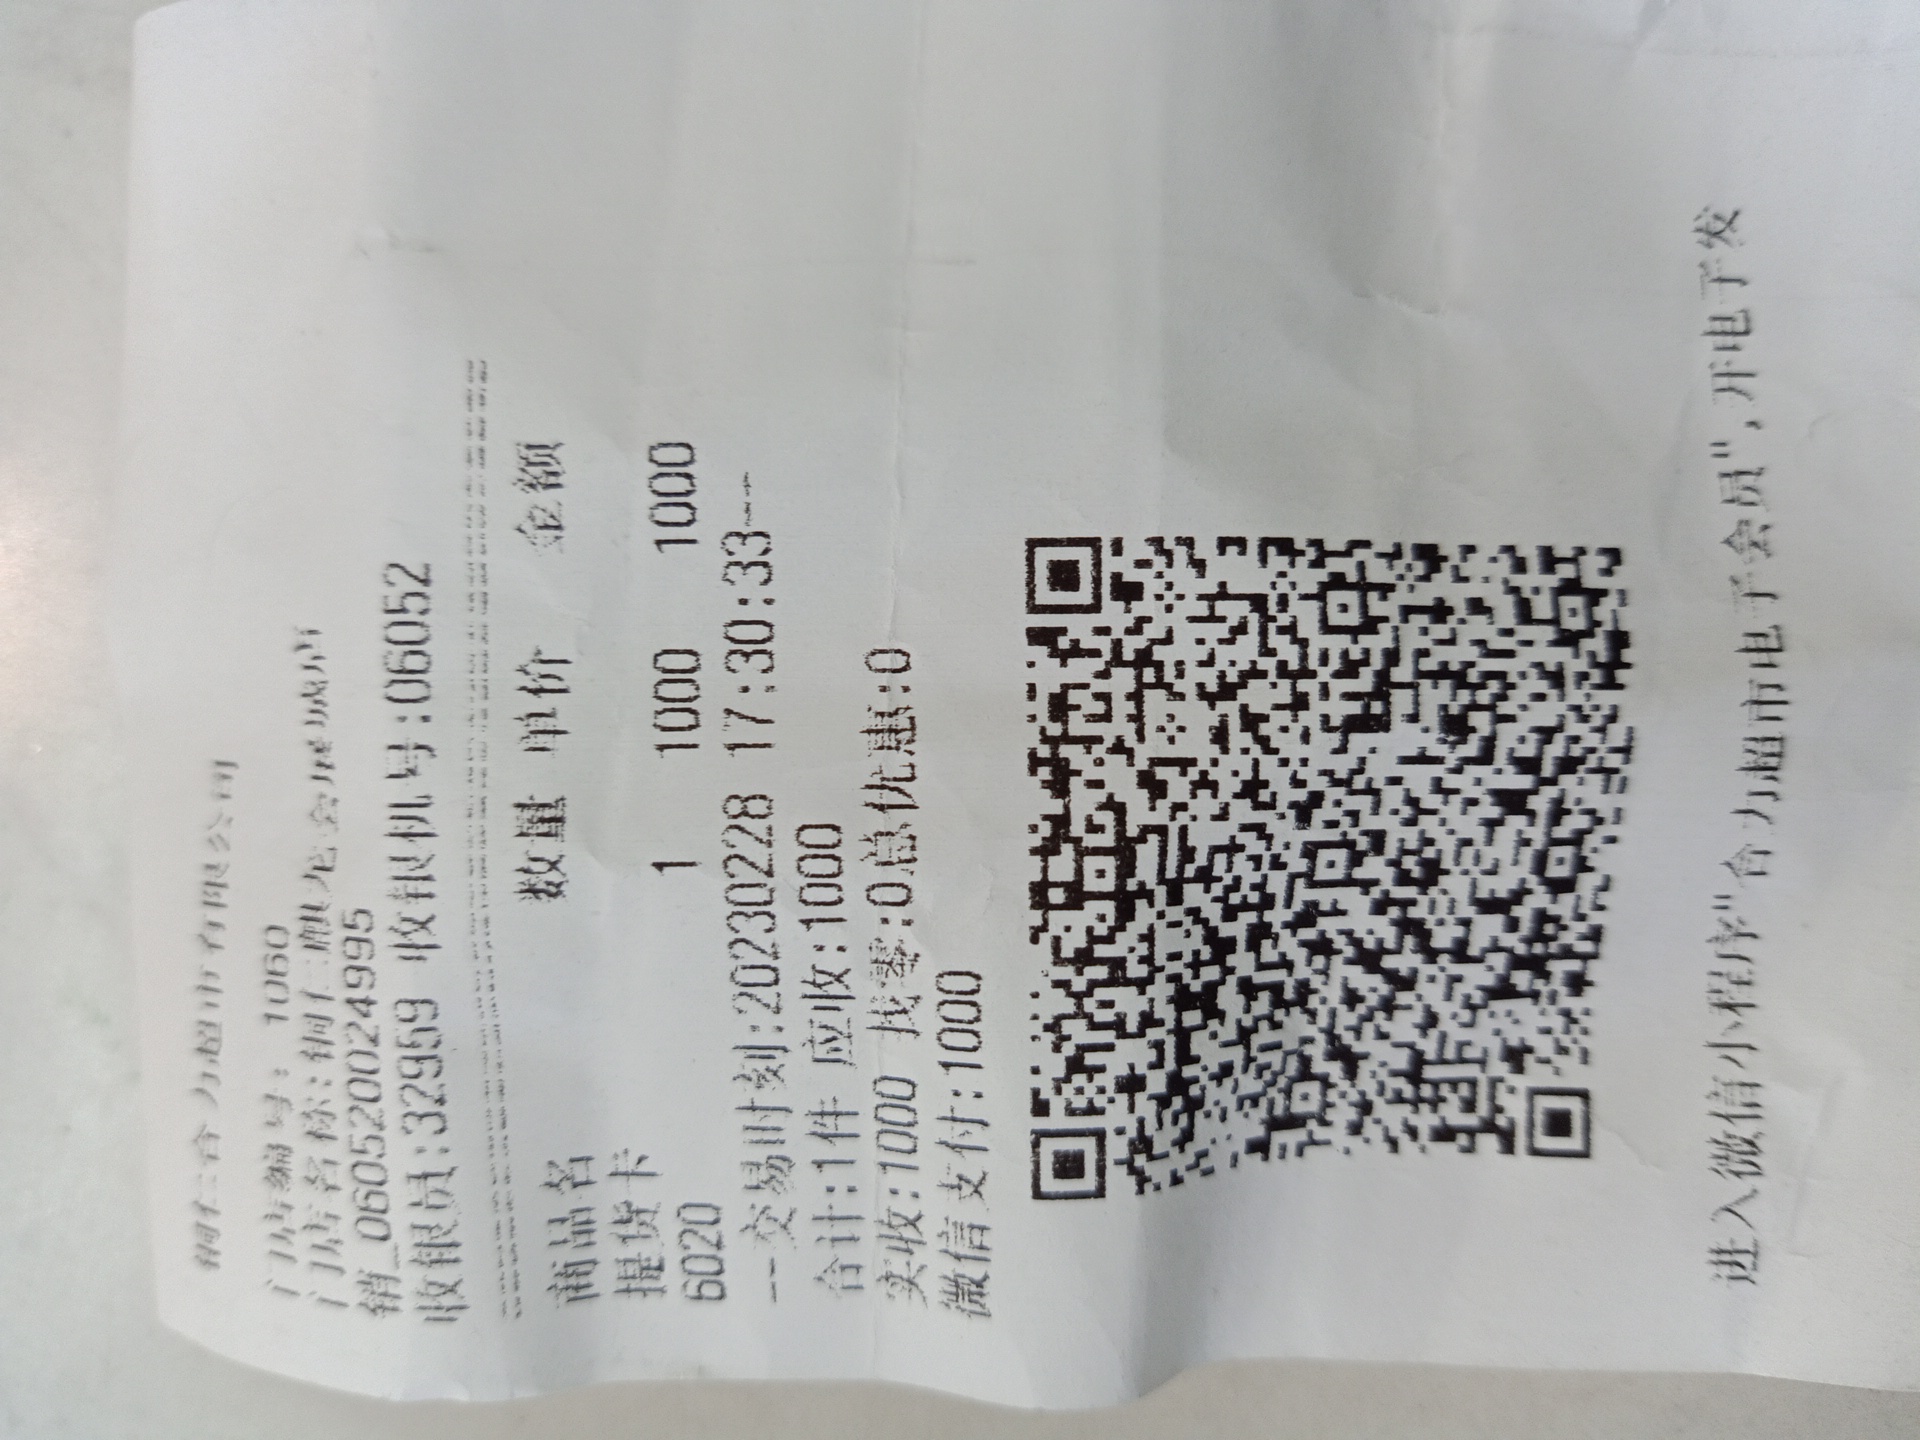 铜仁合力超市有限公司
门店编号: 1060
门店名称:铜仁麒龙会展城店
销_060520024995
收银员:32959 收银机号:06052
商品名 数量 单价 金额
提货卡
6020 1 1000 1000
--交易时刻:20230228 17:30:33--
合计:1件 应收:1000
实收:1000 找零:0总优惠:0
微信支付:1000
进入微信小程序"合力超市电子会员",开电子发